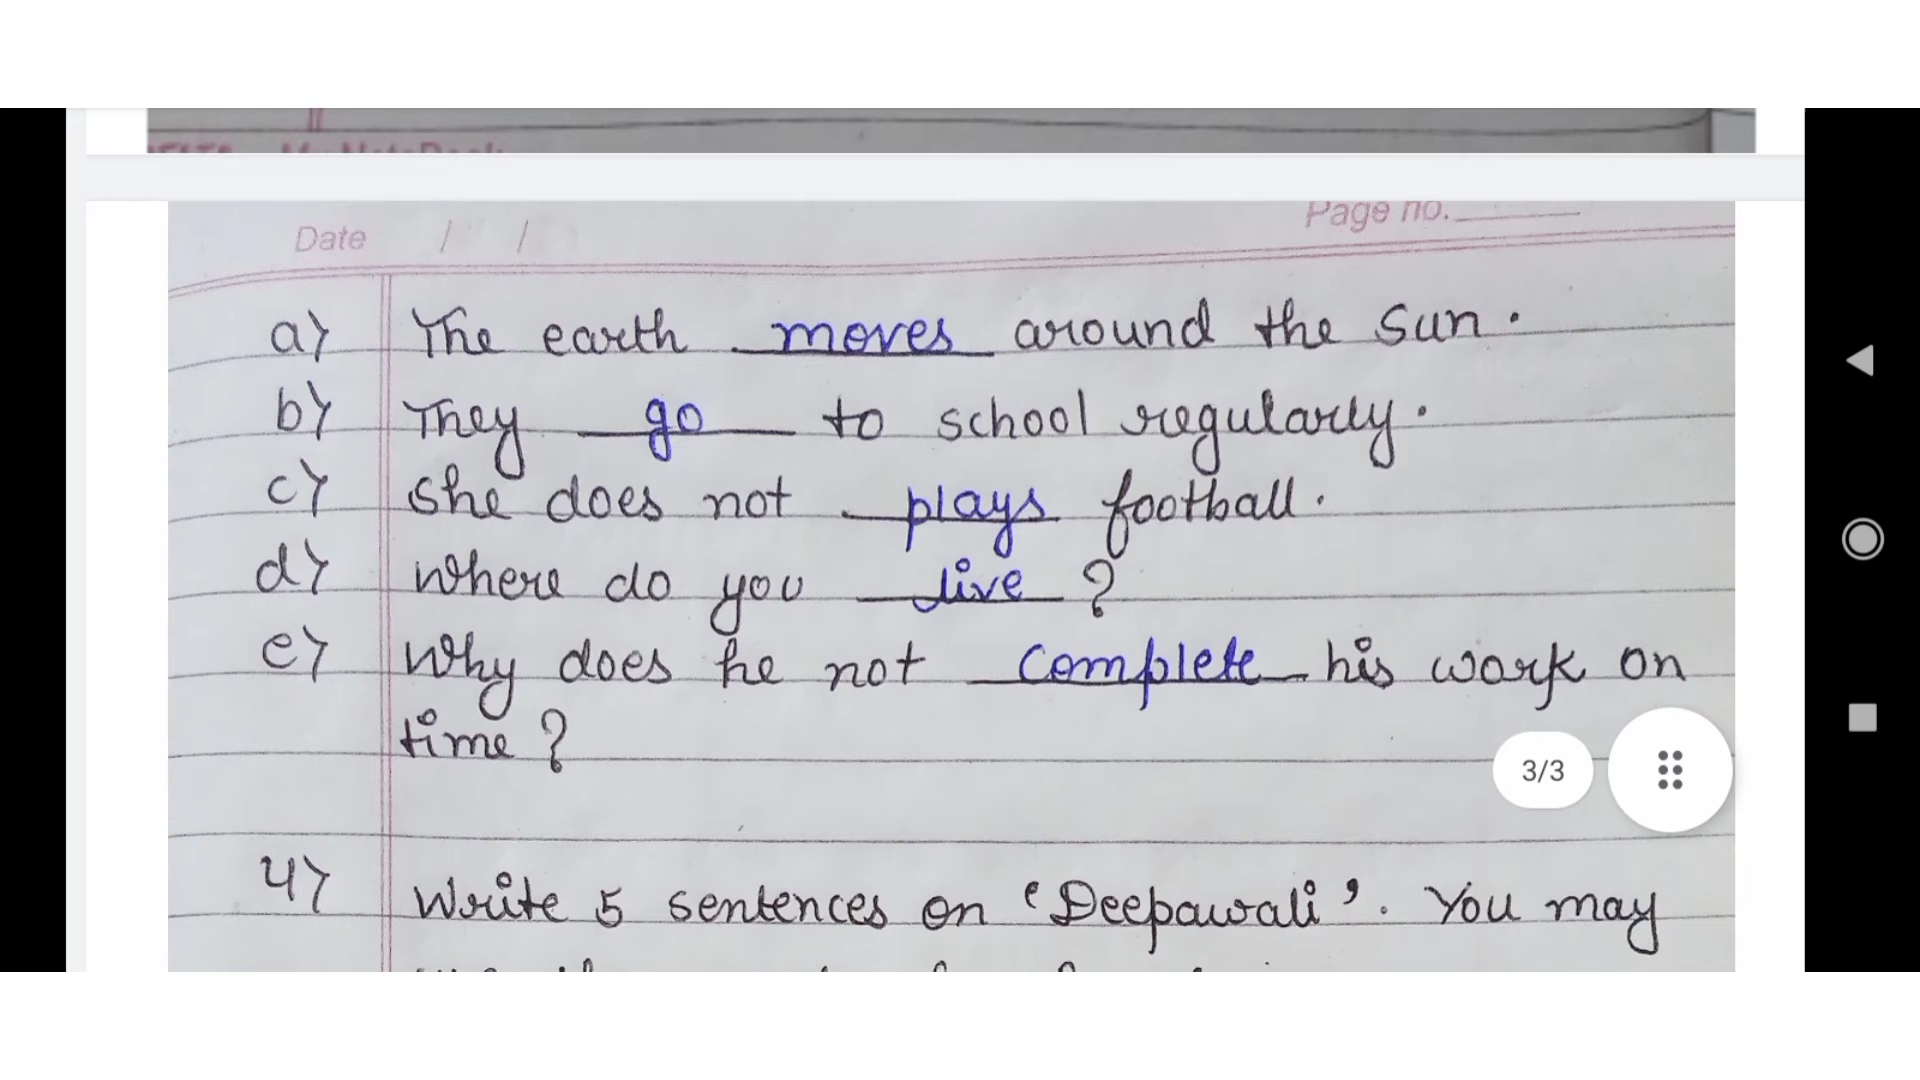 Page no.
Date / /
a) The earth moves around the sun.
b) They go to school regularly.
c) She does not plays football.
d) Where do you live ?
e) Why does he not complete his work on
time ?
3/3
4) Write 5 sentences on 'Deepawali'. You may